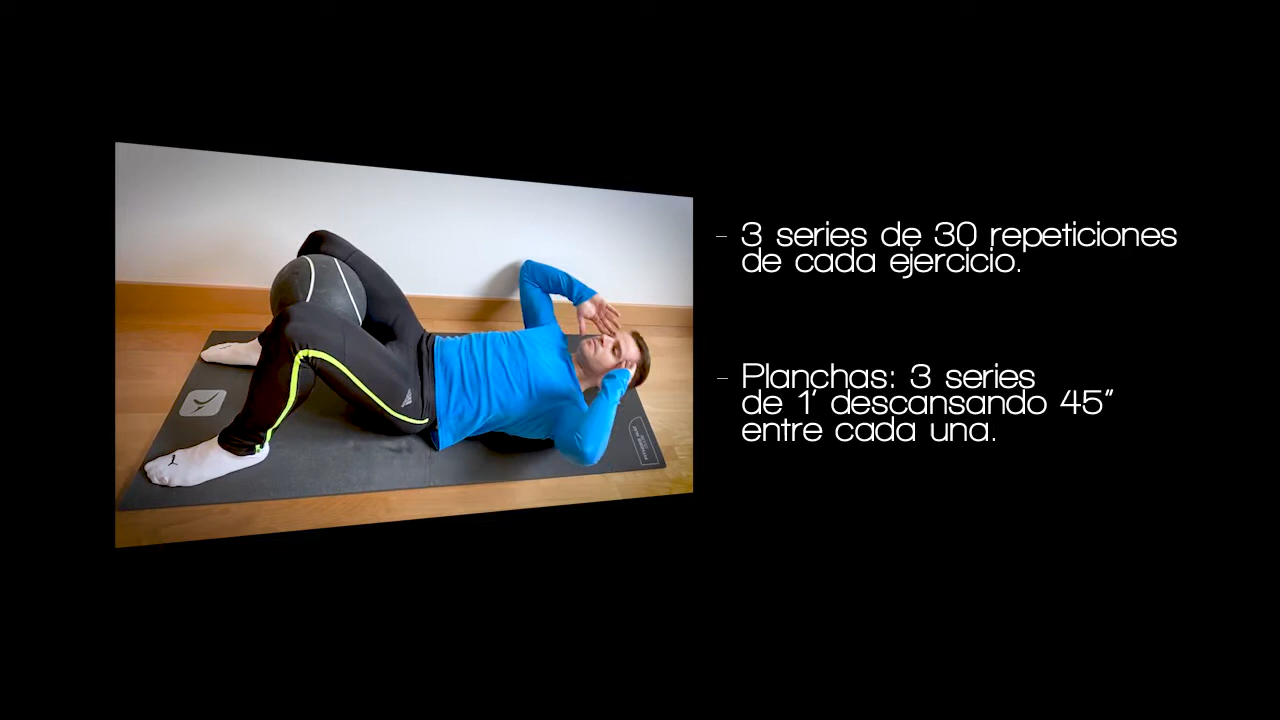 - 3 series de 30 repeticiones
de cada ejercicio.
- Planchas: 3 series
de 1' descansando 45"
entre cada una.